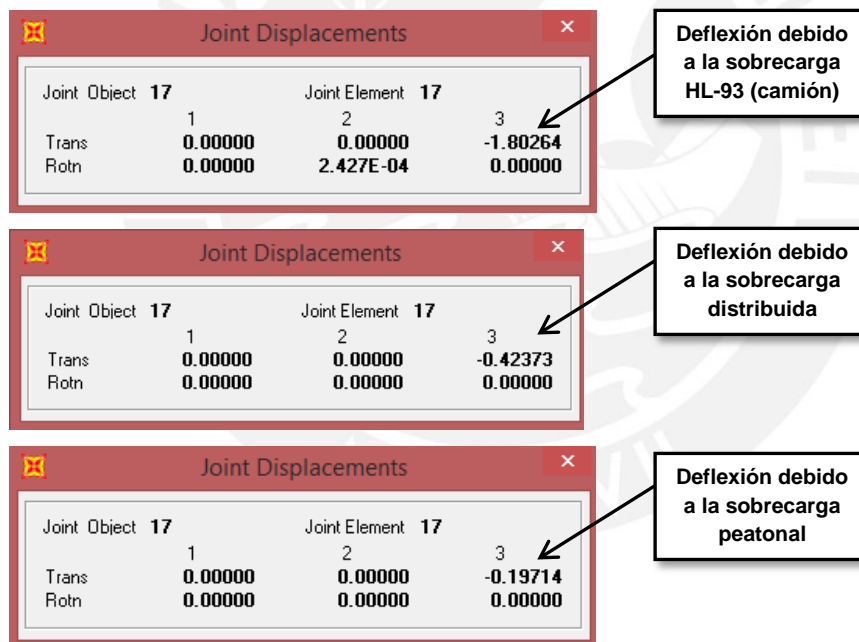 Joint Displacements
×
Joint Object 17 Joint Element 17
1 2 3
Trans 0.00000 0.00000 -1.80264
Rotn 0.00000 2.427E-04 0.00000
Deflexión debido
a la sobrecarga
HL-93 (camión)
Joint Displacements
×
Joint Object 17 Joint Element 17
1 2 3
Trans 0.00000 0.00000 -0.42373
Rotn 0.00000 0.00000 0.00000
Deflexión debido
a la sobrecarga
distribuida
Joint Displacements
×
Joint Object 17 Joint Element 17
1 2 3
Trans 0.00000 0.00000 -0.19714
Rotn 0.00000 0.00000 0.00000
Deflexión debido
a la sobrecarga
peatonal